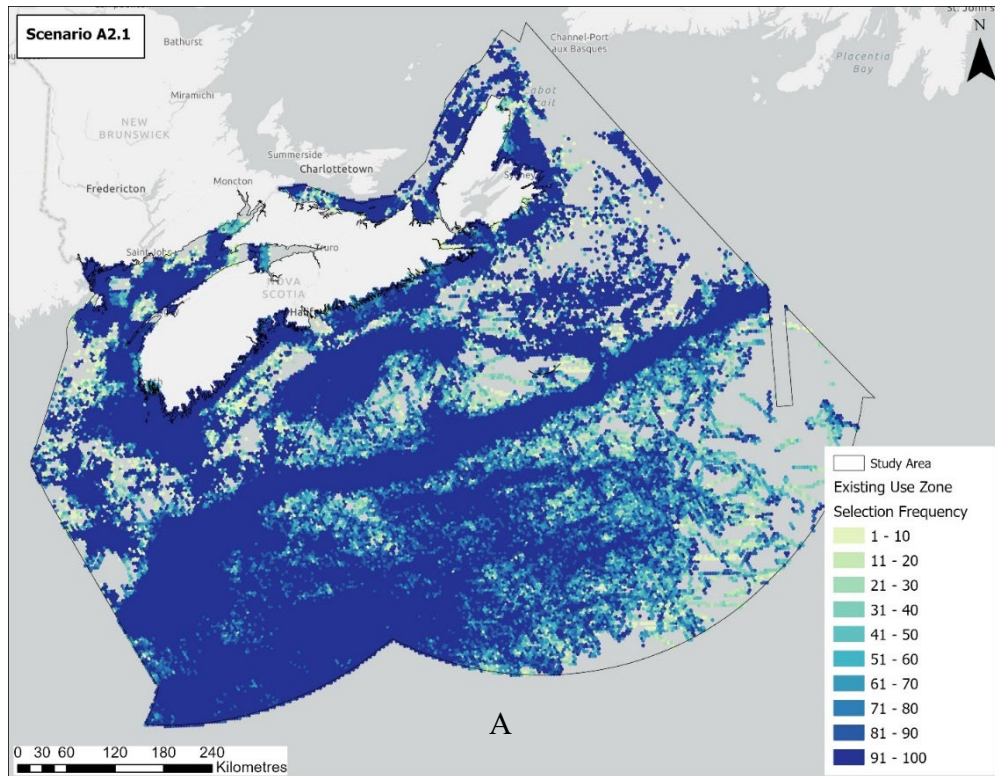 Scenario A2.1
Bathurst
Channel-Port
aux Basques
St. John's
N
Placentia
Bay
Miramichi
NEW
BRUNSWICK
Summerside
Charlottetown
Sydney
Fredericton
Moncton
Truro
NOVA
SCOTIA
Study Area
Existing Use Zone
Selection Frequency
1 - 10
11 - 20
21 - 30
31 - 40
41 - 50
51 - 60
61 - 70
71 - 80
81 - 90
91 - 100
A
0 30 60 120 180 240
Kilometres